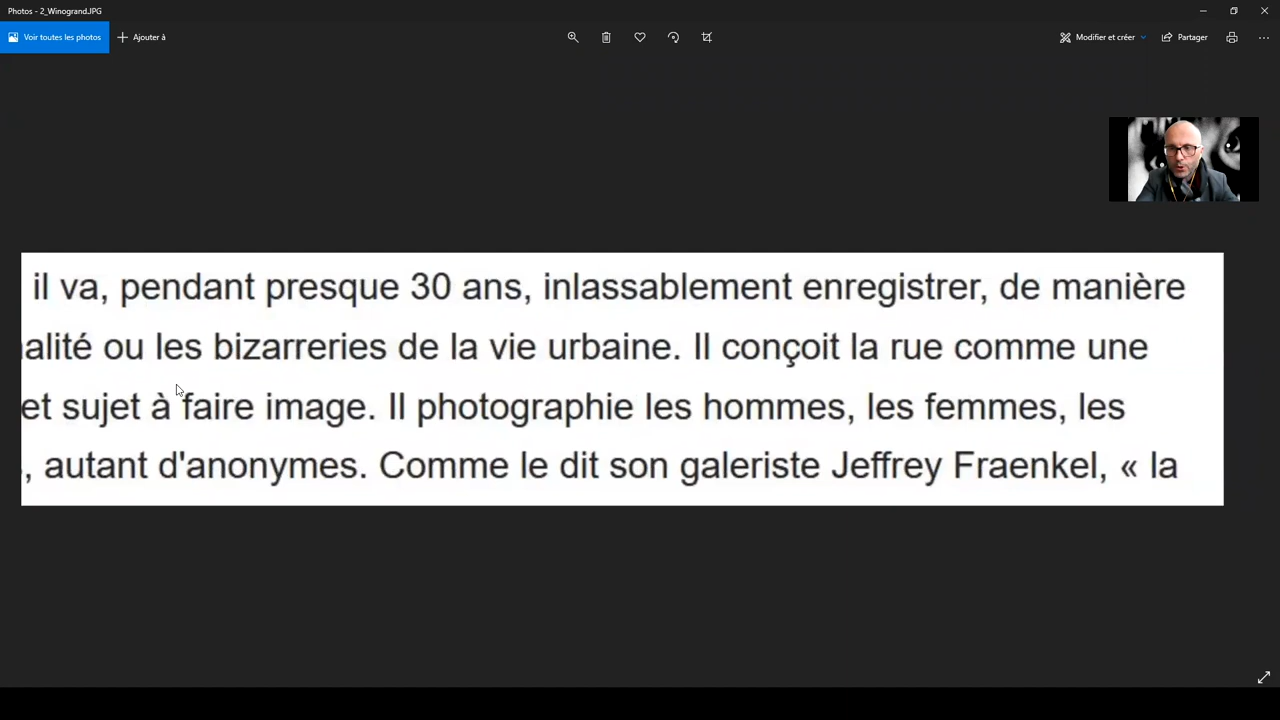 Photos - 2_Winogrand.JPG
Voir toutes les photos
Ajouter à
Modifier et créer
Partager
il va, pendant presque 30 ans, inlassablement enregistrer, de manière
alité ou les bizarreries de la vie urbaine. Il conçoit la rue comme une
et sujet à faire image. Il photographie les hommes, les femmes, les
, autant d'anonymes. Comme le dit son galeriste Jeffrey Fraenkel, « la